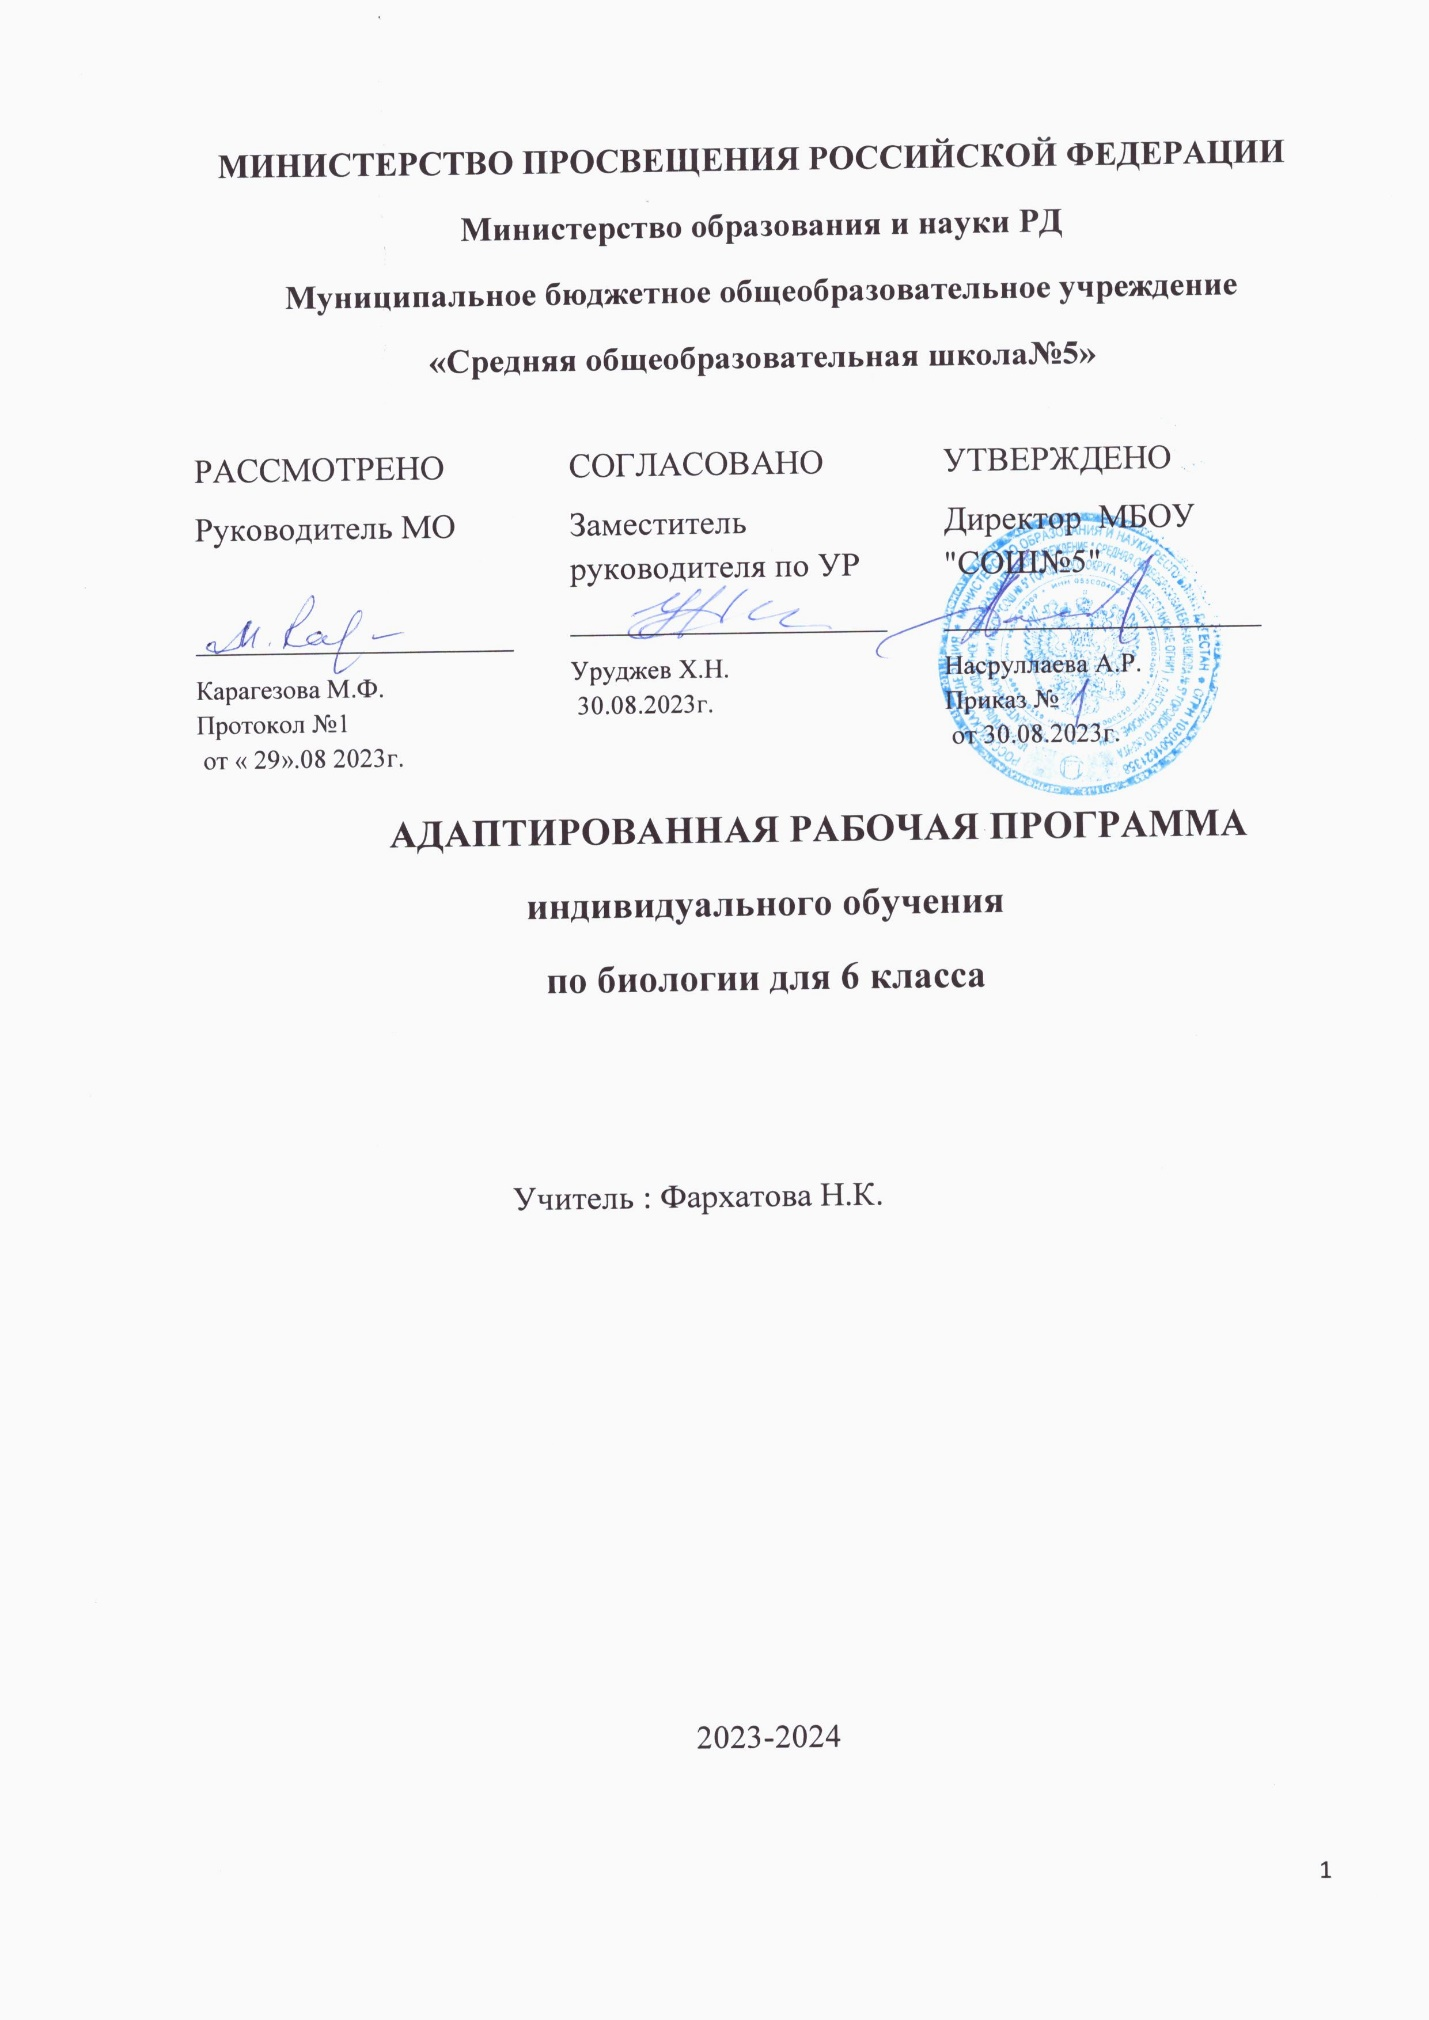 МИНИСТЕРСТВО ПРОСВЕЩЕНИЯ РОССИЙСКОЙ ФЕДЕРАЦИИ
Министерство образования и науки РД
Муниципальное бюджетное общеобразовательное учреждение
«Средняя общеобразовательная школа№5»
РАССМОТРЕНО
Руководитель МО
Карагезова М.Ф.
Протокол №1
от « 29».08 2023г.
СОГЛАСОВАНО
Заместитель
руководителя по УР
Уруджев Х.Н.
30.08.2023г.
УТВЕРЖДЕНО
Директор МБОУ
"СОШ№5"
Насруллаева А.Р.
Приказ № 1
от 30.08.2023г.
АДАПТИРОВАННАЯ РАБОЧАЯ ПРОГРАММА
индивидуального обучения
по биологии для 6 класса
Учитель : Фархатова Н.К.
2023-2024
1